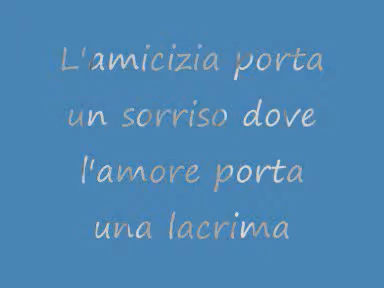 L'amicizia porta
un sorriso dove
l'amore porta
una lacrima